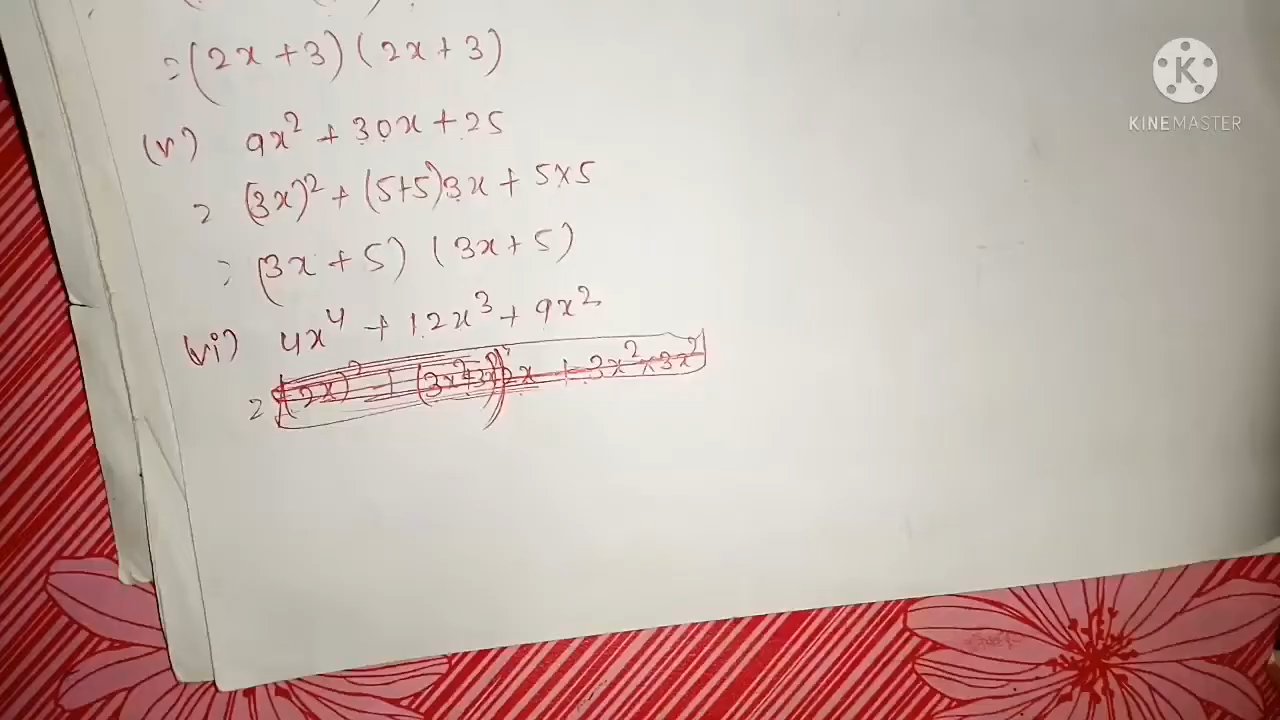 = (2x + 3) (2x + 3)
(v) 9x² + 30x + 25
= (3x)² + (5+5)3x + 5×5
= (3x + 5) (3x + 5)
(vi) 4x⁴ + 12x³ + 9x²
=
KINEMASTER